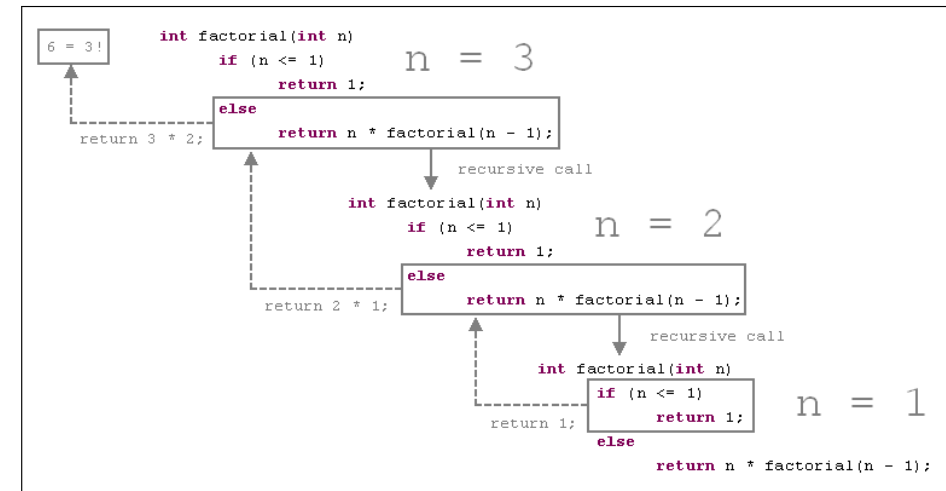 6 = 3!
int factorial(int n)
if (n <= 1)
n = 3
return 1;
else
return 3 * 2;
return n * factorial(n - 1);
recursive call
int factorial(int n)
if (n <= 1)
n = 2
return 1;
else
return 2 * 1;
return n * factorial(n - 1);
recursive call
int factorial(int n)
if (n <= 1)
n = 1
return 1;
return 1;
else
return n * factorial(n - 1);